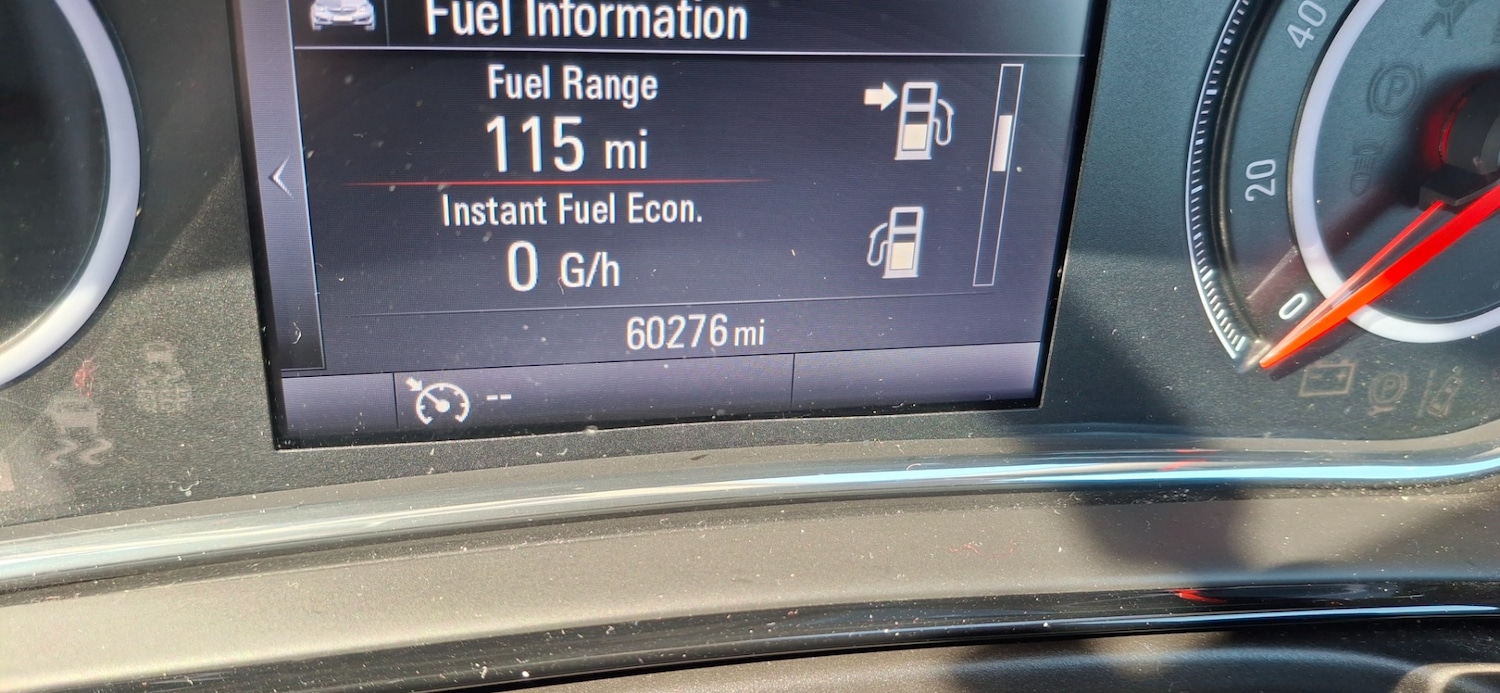 Fuel Information
Fuel Range
115 mi
Instant Fuel Econ.
0 G/h
60276 mi
--
40
20
0